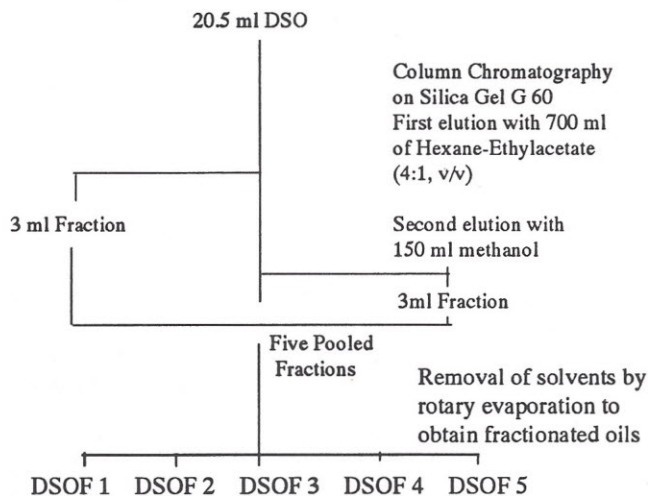 20.5 ml DSO
Column Chromatography
on Silica Gel G 60
First elution with 700 ml
of Hexane-Ethylacetate
(4:1, v/v)
3 ml Fraction
Second elution with
150 ml methanol
3ml Fraction
Five Pooled
Fractions
Removal of solvents by
rotary evaporation to
obtain fractionated oils
DSOF 1 DSOF 2 DSOF 3 DSOF 4 DSOF 5